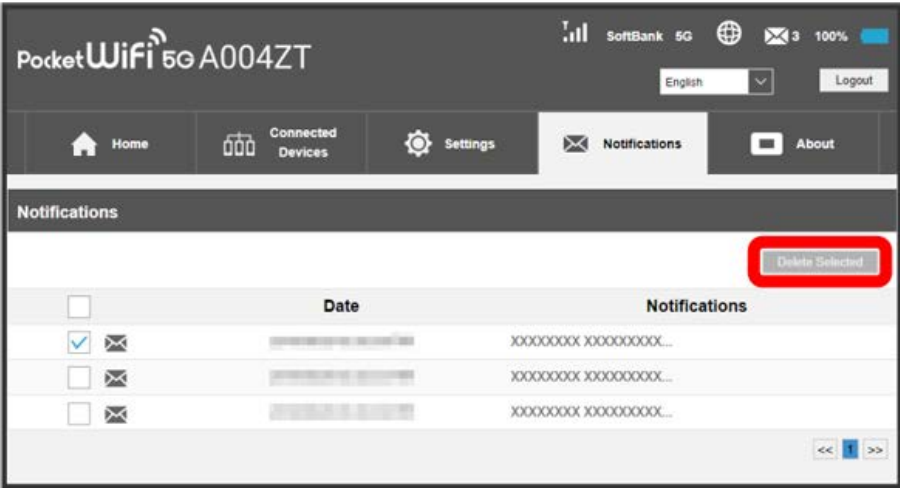 SoftBank 5G 3 100%
Pocket WiFi 5G A004ZT
English Logout
Home Connected Devices Settings Notifications About
Notifications
Delete Selected
Date Notifications
XXXXXXXX XXXXXXXXX...
XXXXXXXX XXXXXXXXX...
XXXXXXXX XXXXXXXXX...
<< 1 >>